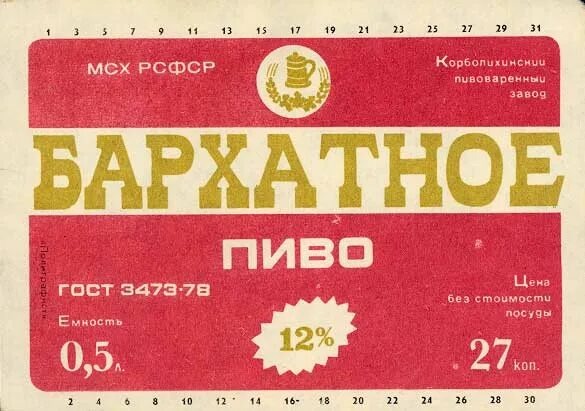 1 3 5 7 9 11 13 15 17 19 21 23 25 27 29 31
МСХ РСФСР
Корболихинский
пивоваренный
завод
БАРХАТНОЕ
ПИВО
ГОСТ 3473-78
Емкость
0,5 л.
12%
Цена
без стоимости
посуды
27 коп.
2 4 6 8 10 12 14 16 18 20 22 24 26 28 30